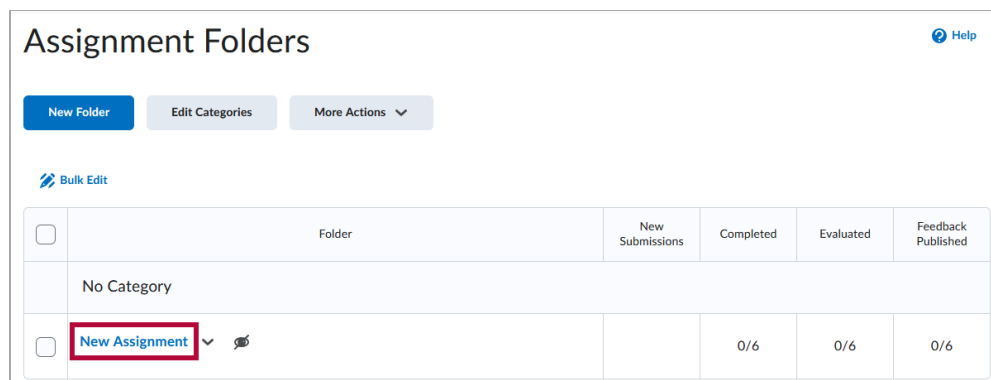 Assignment Folders
Help
New Folder
Edit Categories
More Actions
Bulk Edit
Folder
New
Submissions
Completed
Evaluated
Feedback
Published
No Category
New Assignment
0/6
0/6
0/6